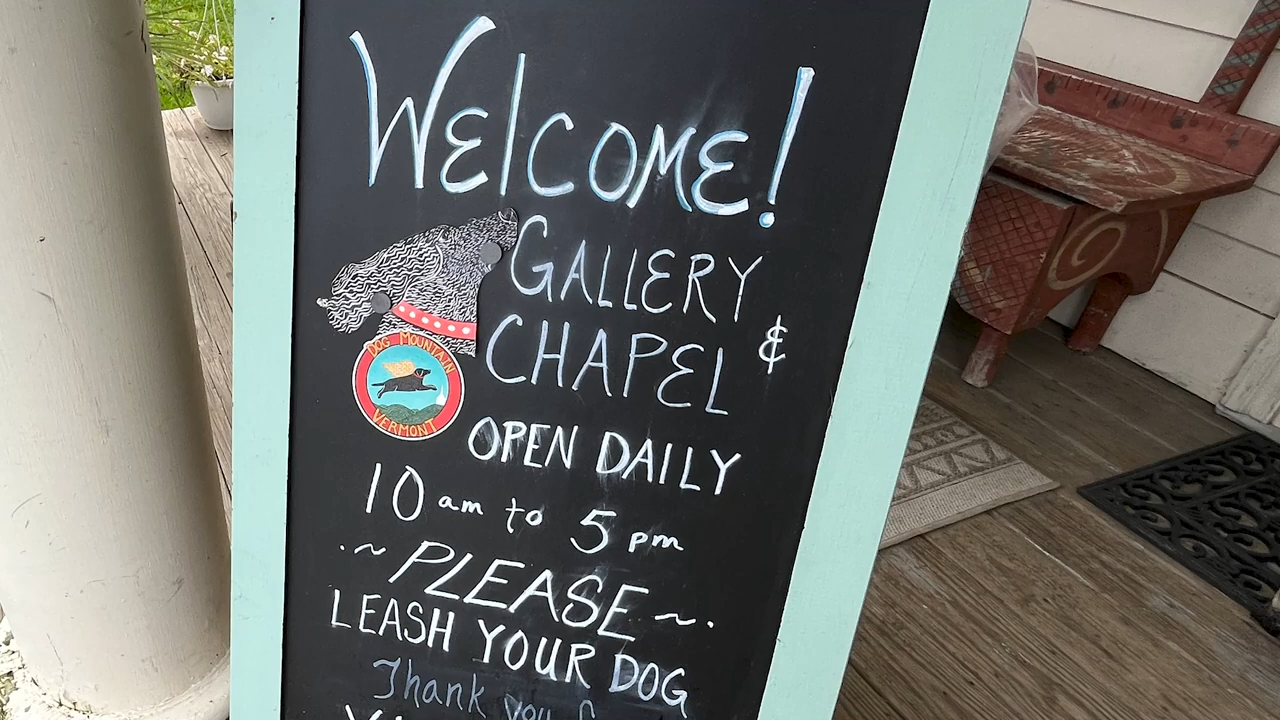 WELCOME!
GALLERY
&
CHAPEL
DOG MOUNTAIN
VERMONT
OPEN DAILY
10 am to 5 pm
~ PLEASE ~
LEASH YOUR DOG
Thank you